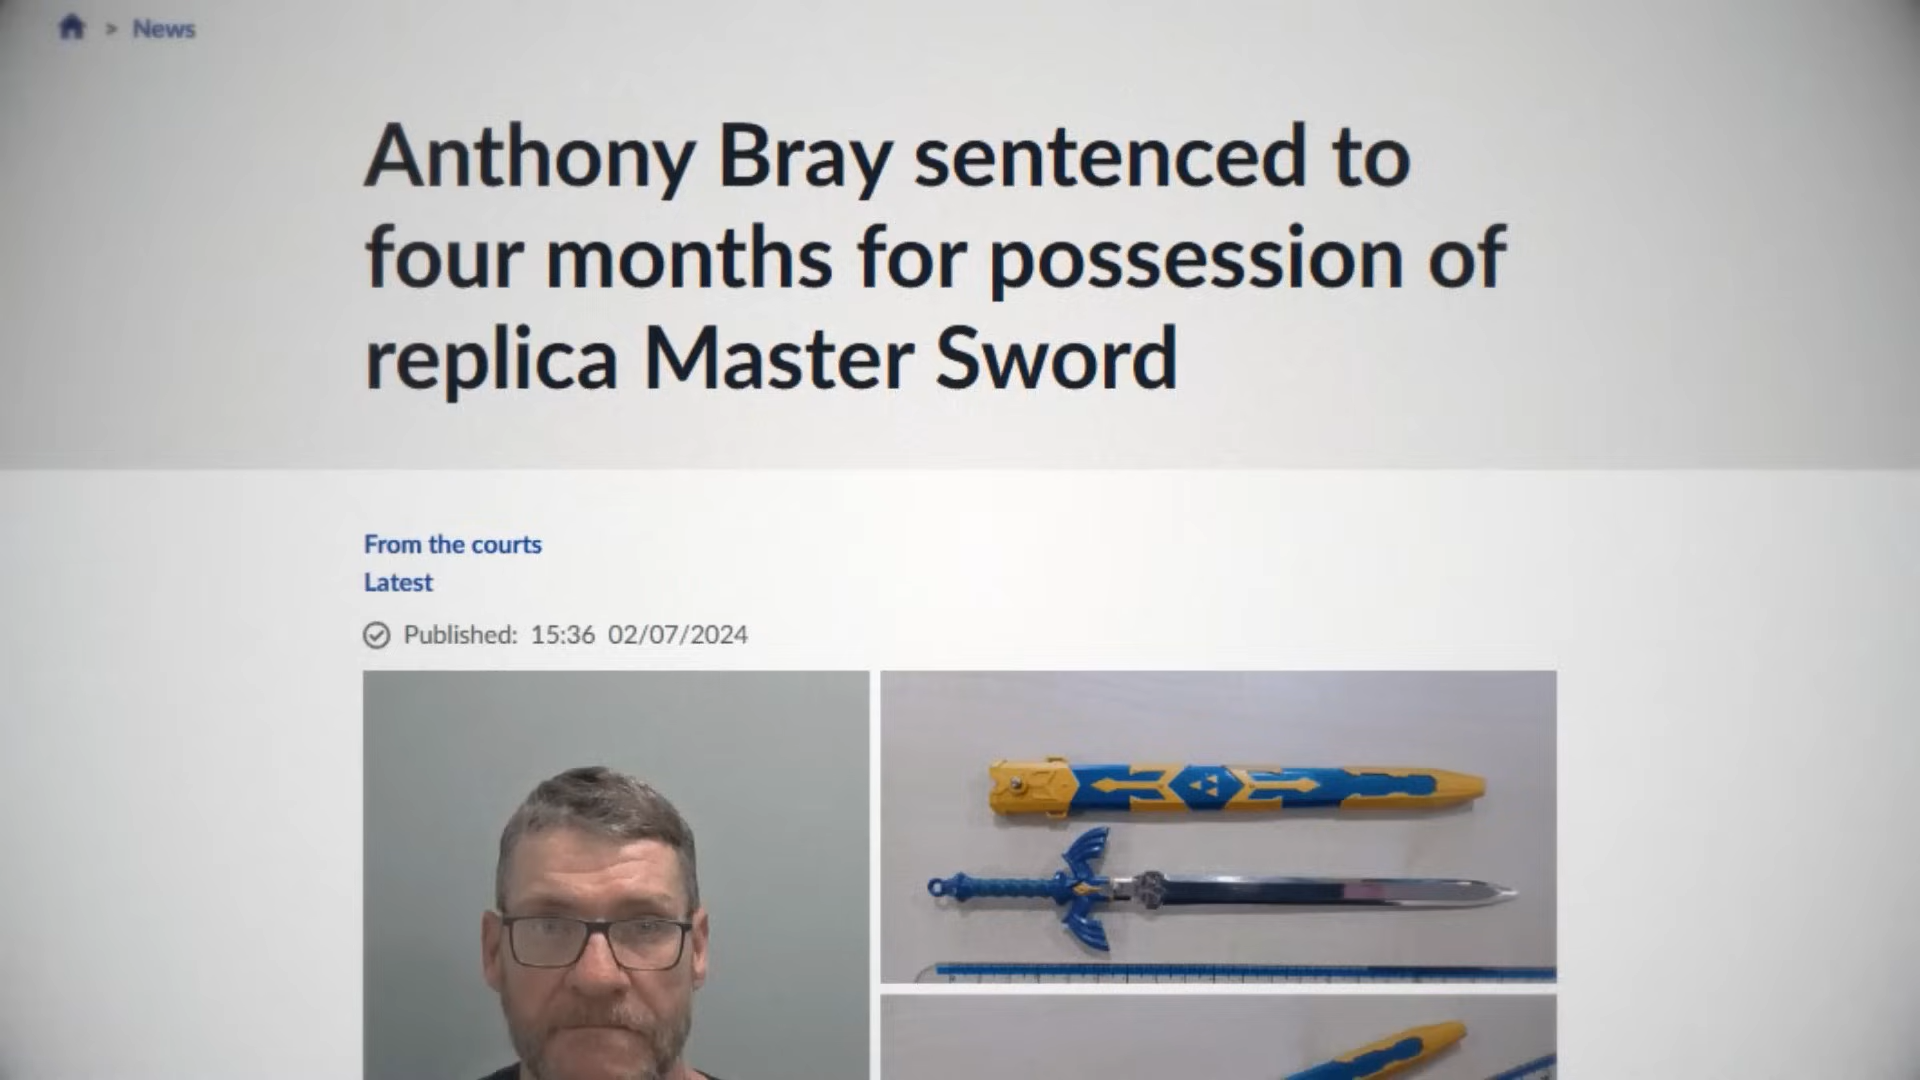 > News
Anthony Bray sentenced to
four months for possession of
replica Master Sword
From the courts
Latest
Published: 15:36 02/07/2024